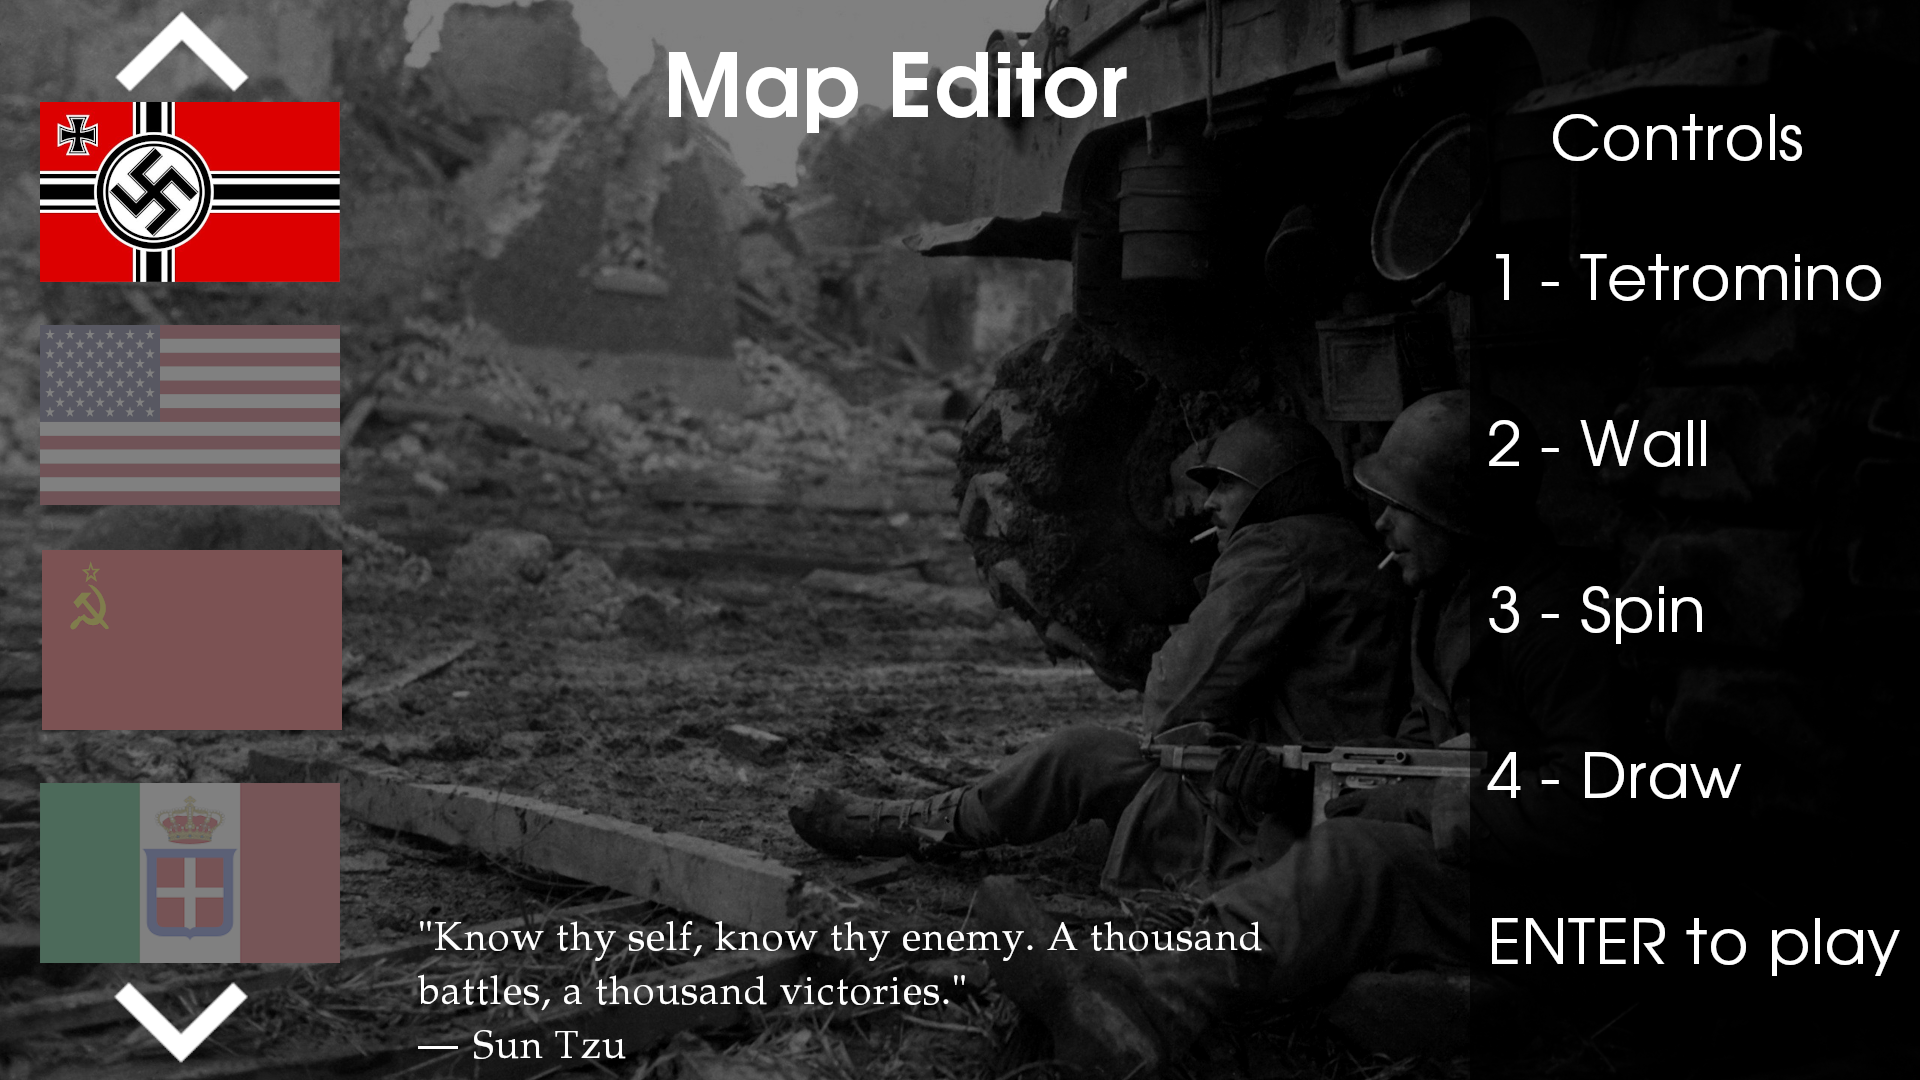 Map Editor
Controls
1 - Tetromino
2 - Wall
3 - Spin
4 - Draw
ENTER to play
"Know thy self, know thy enemy. A thousand
battles, a thousand victories."
— Sun Tzu